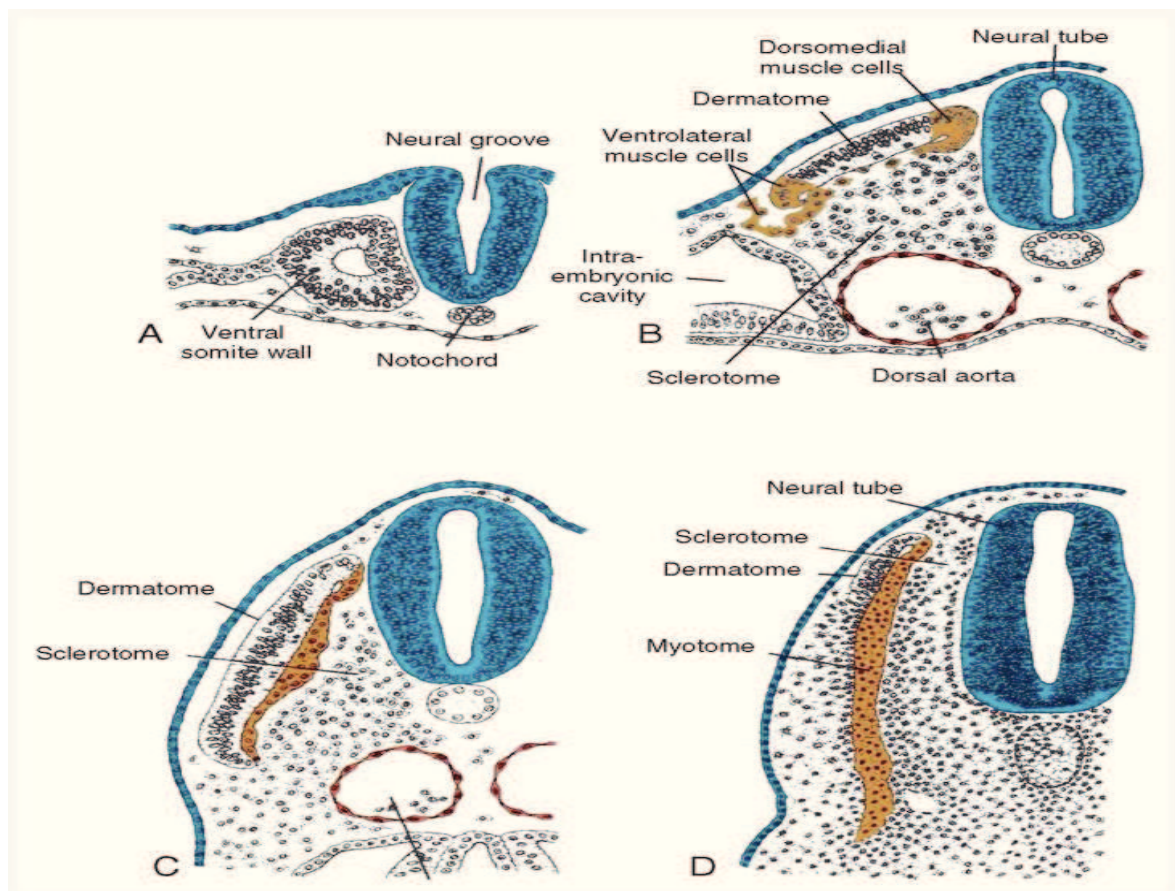 Neural groove
Ventral
somite wall
Notochord
A
Dorsomedial
muscle cells
Neural tube
Dermatome
Ventrolateral
muscle cells
Intra-
embryonic
cavity
B
Sclerotome
Dorsal aorta
Dermatome
Sclerotome
C
Neural tube
Sclerotome
Dermatome
Myotome
D